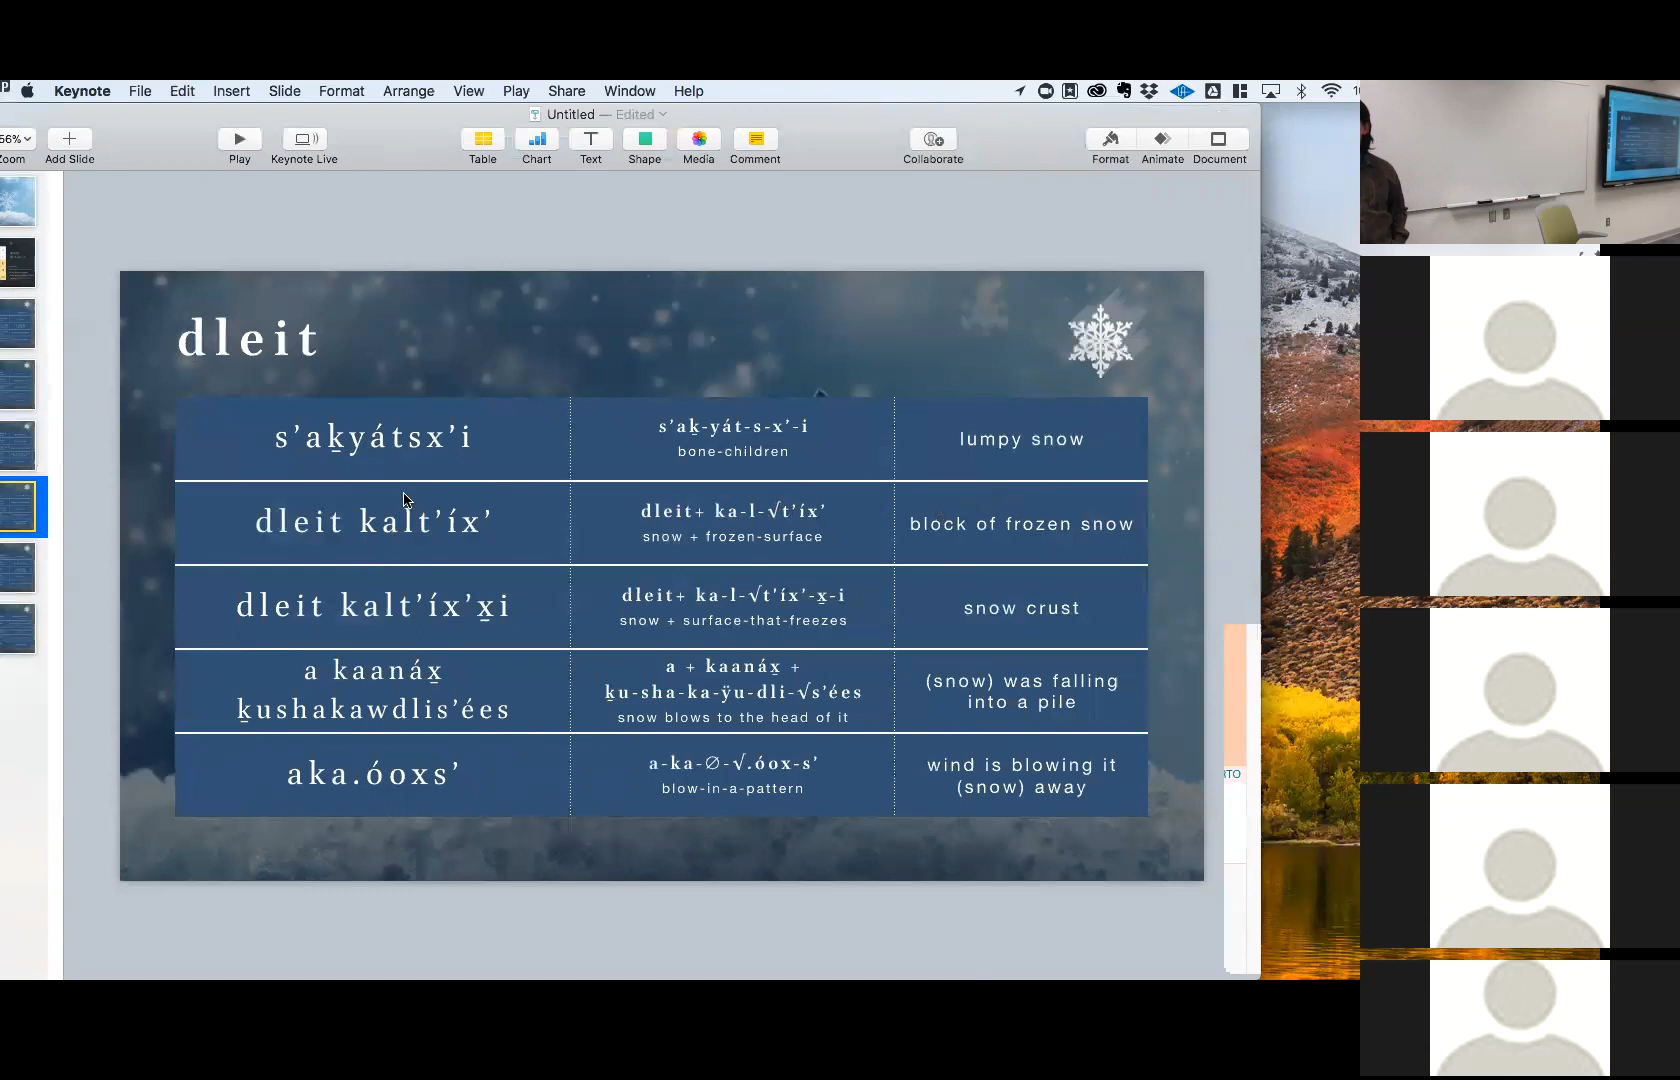 Keynote File Edit Insert Slide Format Arrange View Play Share Window Help
Untitled — Edited
56%
Zoom Add Slide Play Keynote Live Table Chart Text Shape Media Comment Collaborate Format Animate Document
dleit
s’aḵyátsx’i
s’aḵ-yát-s-x’-i
bone-children
lumpy snow
dleit kalt’íx’
dleit+ ka-l-√t’íx’
snow + frozen-surface
block of frozen snow
dleit kalt’íx’x̱i
dleit+ ka-l-√t’íx’-x̱-i
snow + surface-that-freezes
snow crust
a kaanáx̱
ḵushakawdlis’ées
a + kaanáx̱ +
ḵu-sha-ka-ÿu-dli-√s’ées
snow blows to the head of it
(snow) was falling
into a pile
aka.óoxs’
a-ka-∅-√.óox-s’
blow-in-a-pattern
wind is blowing it
(snow) away